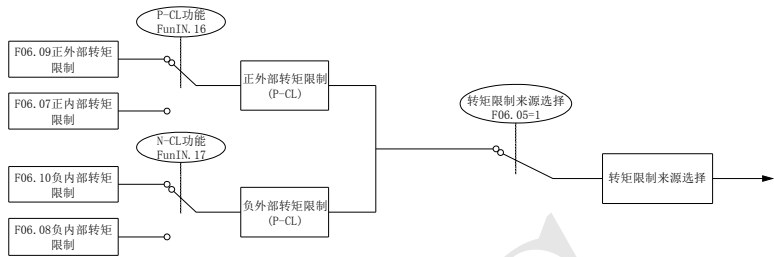 P-CL功能
FunIN.16
F06.09正外部转矩
限制
F06.07正内部转矩
限制
正外部转矩限制
(P-CL)
N-CL功能
FunIN.17
F06.10负内部转矩
限制
F06.08负内部转矩
限制
负外部转矩限制
(P-CL)
转矩限制来源选择
F06.05=1
转矩限制来源选择